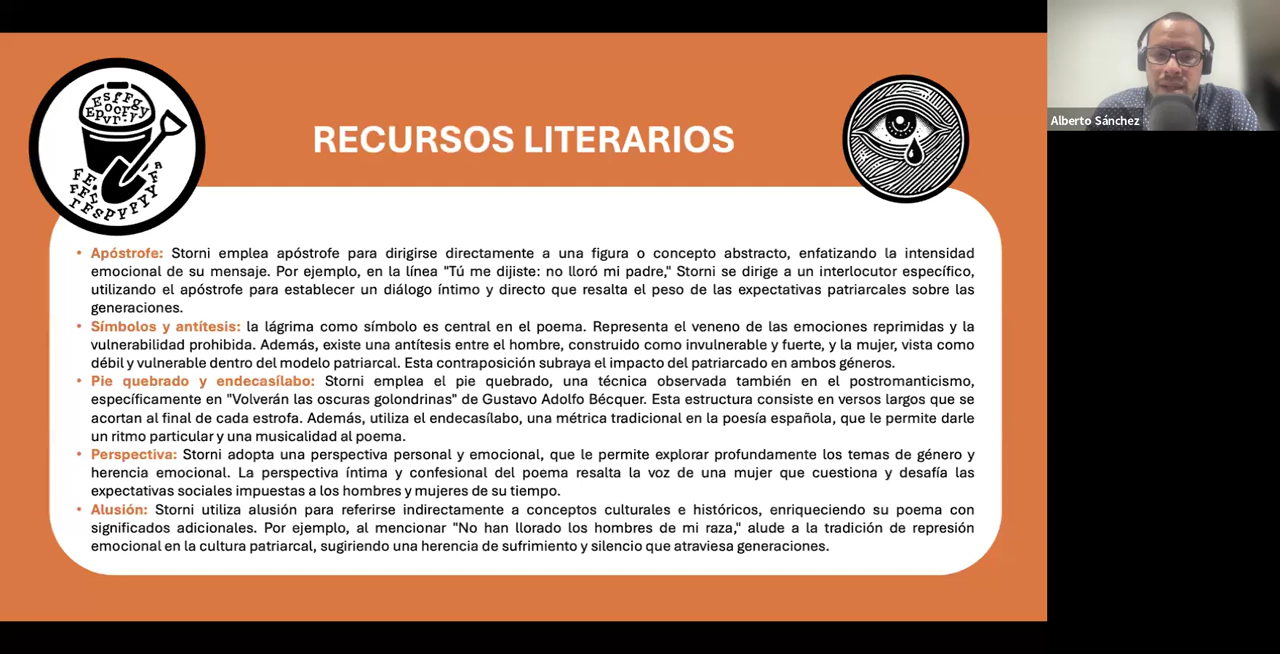 RECURSOS LITERARIOS
• Apóstrofe: Storni emplea apóstrofe para dirigirse directamente a una figura o concepto abstracto, enfatizando la intensidad
emocional de su mensaje. Por ejemplo, en la línea "Tú me dijiste: no lloró mi padre," Storni se dirige a un interlocutor específico,
utilizando el apóstrofe para establecer un diálogo íntimo y directo que resalta el peso de las expectativas patriarcales sobre las
generaciones.
• Símbolos y antítesis: la lágrima como símbolo es central en el poema. Representa el veneno de las emociones reprimidas y la
vulnerabilidad prohibida. Además, existe una antítesis entre el hombre, construido como invulnerable y fuerte, y la mujer, vista como
débil y vulnerable dentro del modelo patriarcal. Esta contraposición subraya el impacto del patriarcado en ambos géneros.
• Pie quebrado y endecasílabo: Storni emplea el pie quebrado, una técnica observada también en el postromanticismo,
específicamente en "Volverán las oscuras golondrinas" de Gustavo Adolfo Bécquer. Esta estructura consiste en versos largos que se
acortan al final de cada estrofa. Además, utiliza el endecasílabo, una métrica tradicional en la poesía española, que le permite darle
un ritmo particular y una musicalidad al poema.
• Perspectiva: Storni adopta una perspectiva personal y emocional, que le permite explorar profundamente los temas de género y
herencia emocional. La perspectiva íntima y confesional del poema resalta la voz de una mujer que cuestiona y desafía las
expectativas sociales impuestas a los hombres y mujeres de su tiempo.
• Alusión: Storni utiliza alusión para referirse indirectamente a conceptos culturales e históricos, enriqueciendo su poema con
significados adicionales. Por ejemplo, al mencionar "No han llorado los hombres de mi raza," alude a la tradición de represión
emocional en la cultura patriarcal, sugiriendo una herencia de sufrimiento y silencio que atraviesa generaciones.
Alberto Sánchez